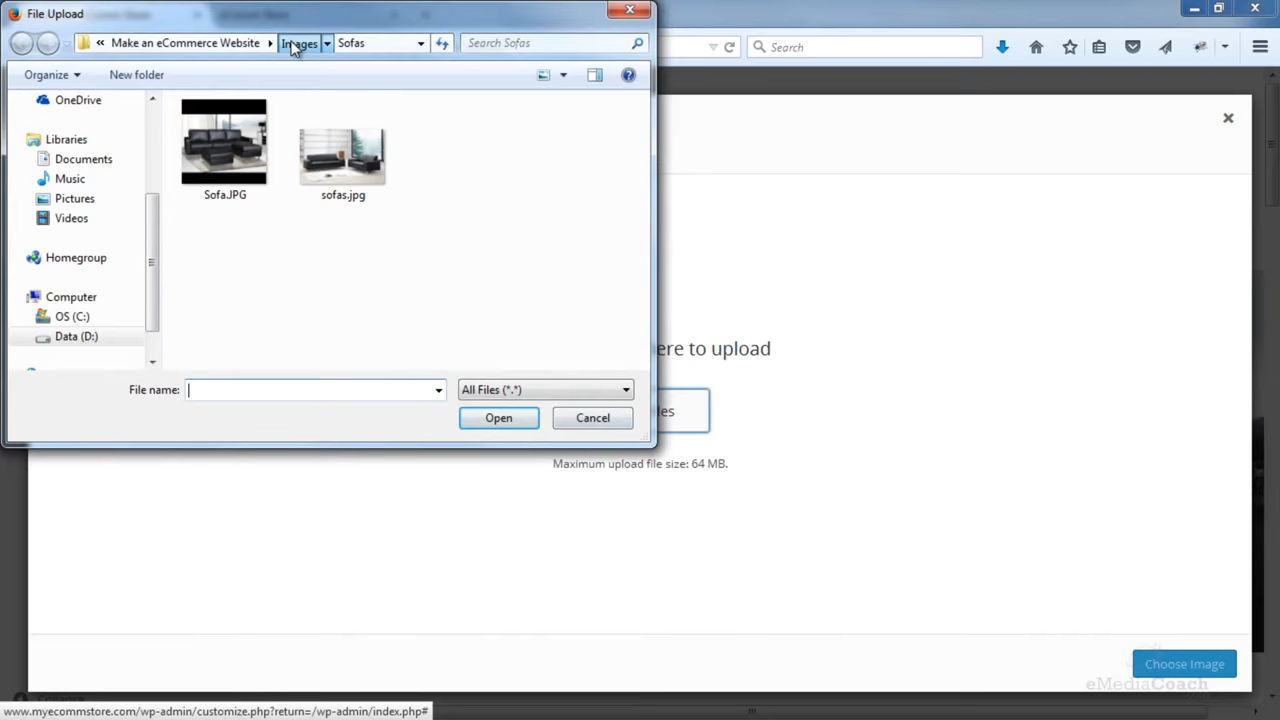 File Upload
« Make an eCommerce Website Images Sofas
Search Sofas
Search
Organize
New folder
OneDrive
Libraries
Documents
Music
Pictures
Videos
Homegroup
Computer
OS (C:)
Data (D:)
Sofa.JPG
sofas.jpg
File name:
All Files (*.*)
Open
Cancel
ere to upload
les
Maximum upload file size: 64 MB.
Choose Image
eMediaCoach
www.myecommstore.com/wp-admin/customize.php?return=/wp-admin/index.php#